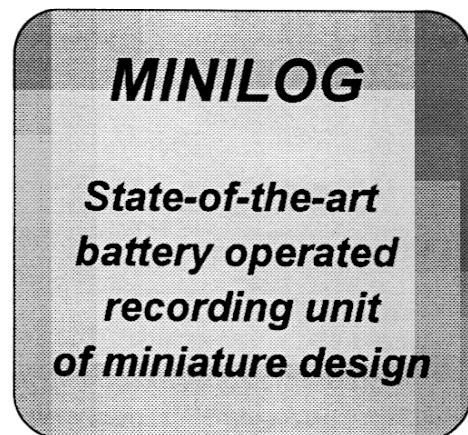 MINILOG
State-of-the-art
battery operated
recording unit
of miniature design